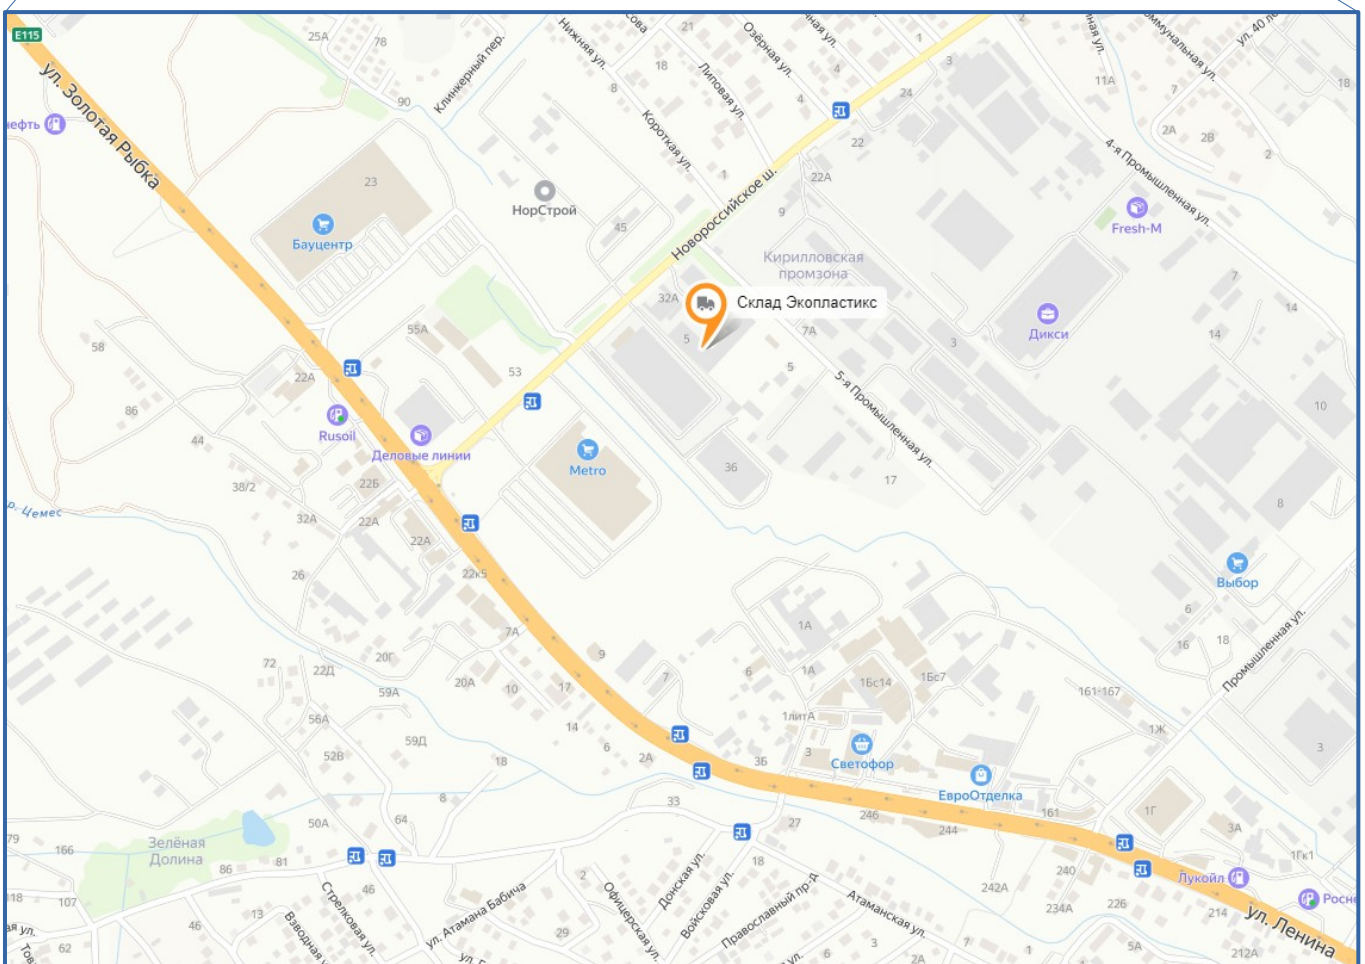 E115
25А
78
Клинкерный пер.
90
Нижняя ул.
8
21
18
Липовая ул.
Озёрная ул.
4
4
1
3
2
24
22
22А
9
11А
7
2А
2В
2
18
ул. 40 ле
ул. Золотая Рыбка
нефть
Короткая ул.
1
4-я Промышленная ул.
23
Бауцентр
НорСтрой
45
Новороссийское ш.
Fresh-M
Кирилловская
промзона
32А
Склад Экопластикс
5
7А
3
Дикси
7
14
14
58
55А
53
5
5-я Промышленная ул.
10
22А
86
Rusoil
44
Деловые линии
Metro
36
17
38/2
22Б
р. Цемес
32А
22А
22А
8
26
22к5
Выбор
6
7А
1А
16
18
Промышленная ул.
72
22Д
20Г
59А
20А
10
17
9
7
6
1А
1Бс14
1Бс7
161-167
56А
14
1литА
1Ж
59Д
52В
18
6
2А
3Б
3
Светофор
3
ЕвроОтделка
8
33
161
1Г
50А
64
27
246
244
3А
79
166
Зелёная
Долина
86
81
18
240
1Гк1
Лукойл
118
107
46
2
Донская ул.
242А
Росне
13
46
Стрелковая ул.
ул. Атамана Бабича
Офицерская ул.
Войсковая ул.
Православный пр-д
Атаманская ул.
234А
226
214
ул. Ленина
62
Взводная ул.
29
6
3
2
7
1
5А
212А